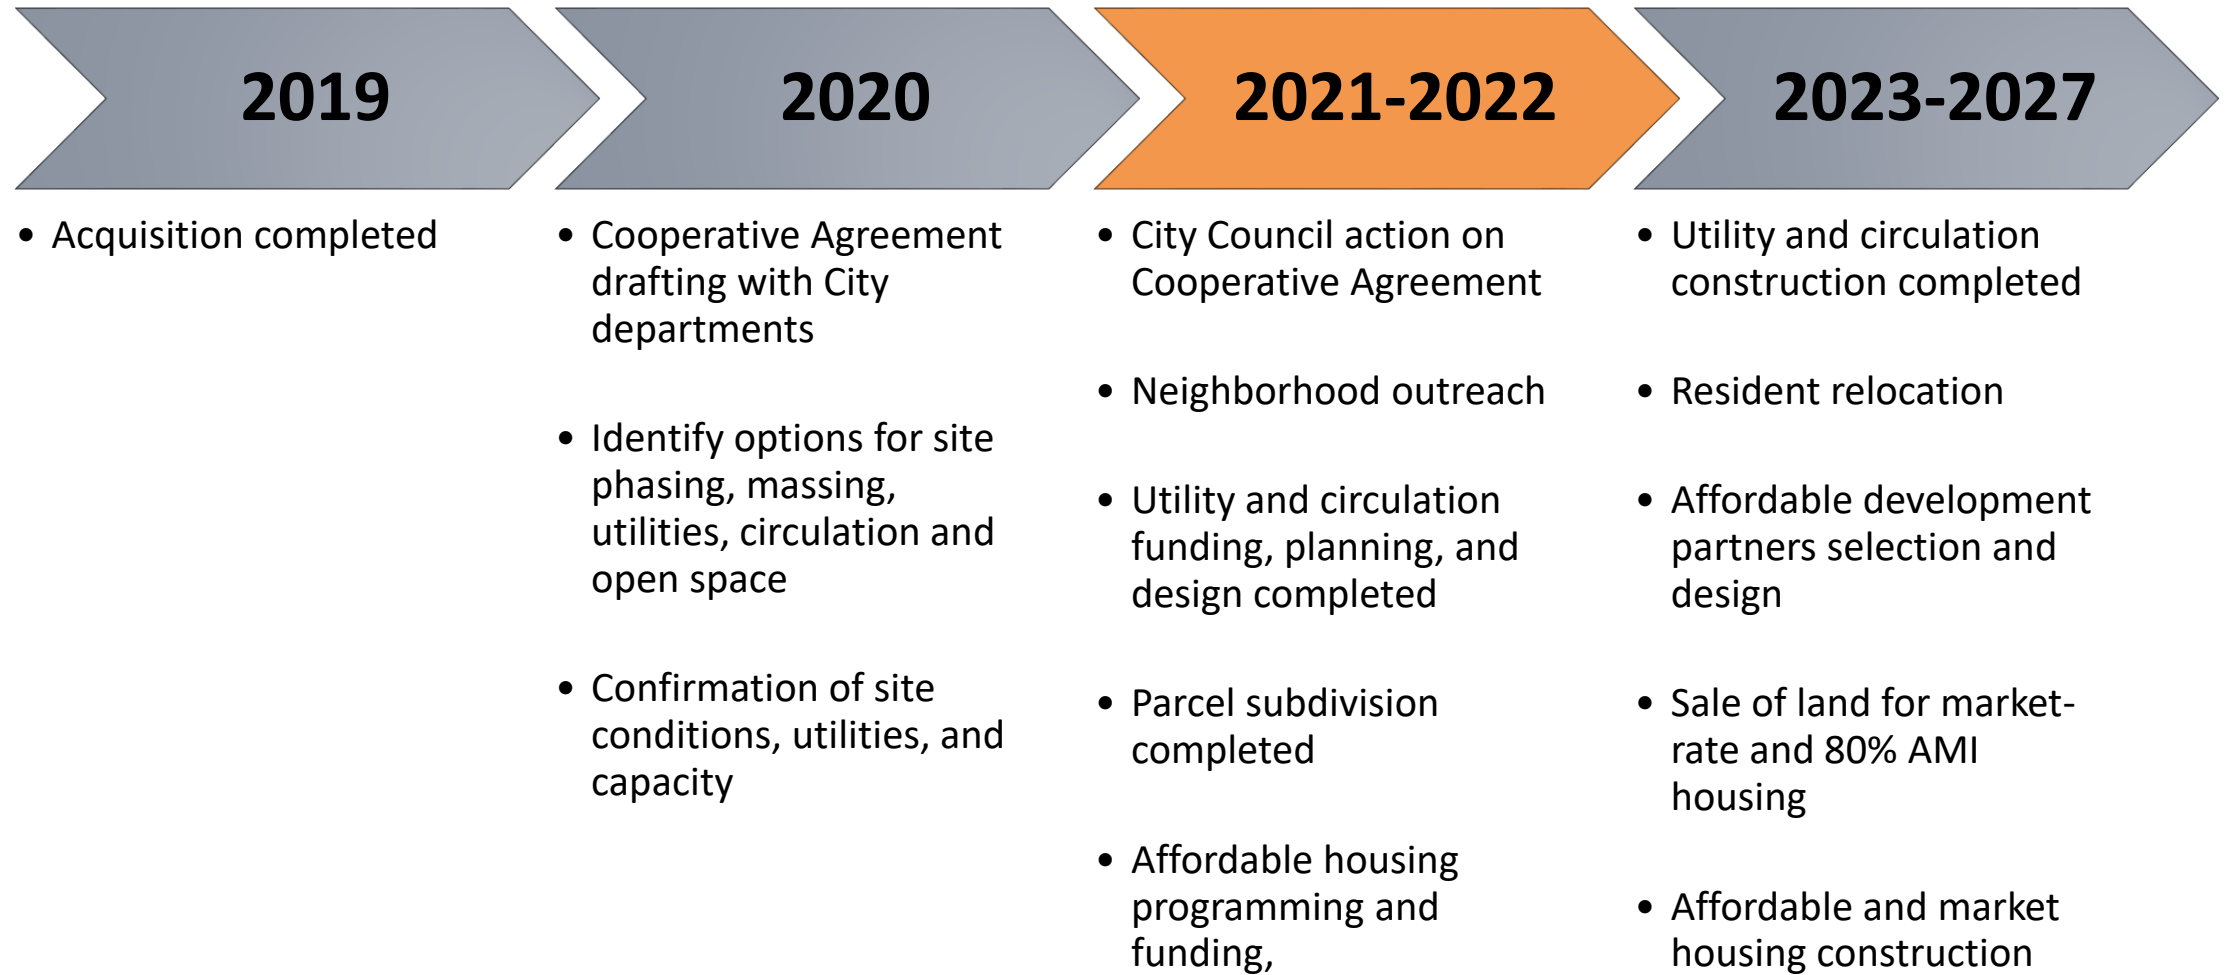 2019
• Acquisition completed
2020
• Cooperative Agreement
drafting with City
departments
• Identify options for site
phasing, massing,
utilities, circulation and
open space
• Confirmation of site
conditions, utilities, and
capacity
2021-2022
• City Council action on
Cooperative Agreement
• Neighborhood outreach
• Utility and circulation
funding, planning, and
design completed
• Parcel subdivision
completed
• Affordable housing
programming and
funding,
2023-2027
• Utility and circulation
construction completed
• Resident relocation
• Affordable development
partners selection and
design
• Sale of land for market-
rate and 80% AMI
housing
• Affordable and market
housing construction